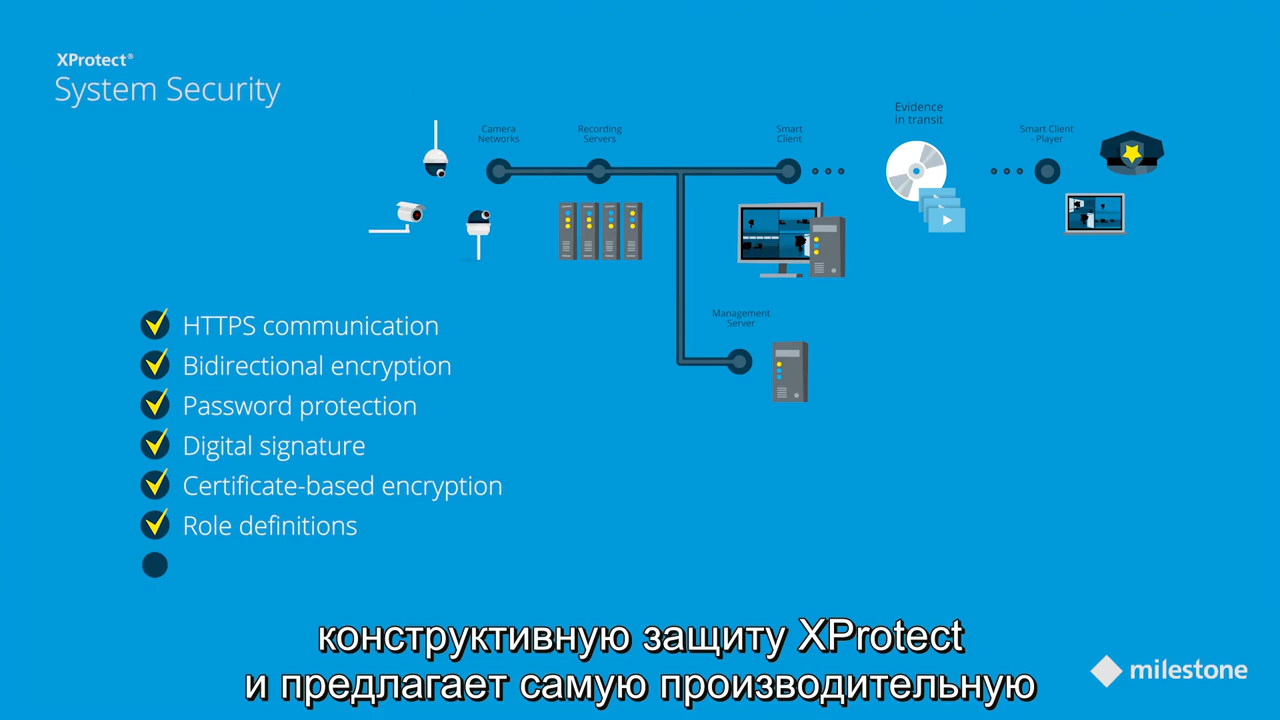 XProtect®
System Security
Camera
Networks
Recording
Servers
Smart
Client
Evidence
in transit
Smart Client
- Player
Management
Server
HTTPS communication
Bidirectional encryption
Password protection
Digital signature
Certificate-based encryption
Role definitions
конструктивную защиту XProtect
и предлагает самую производительную
milestone